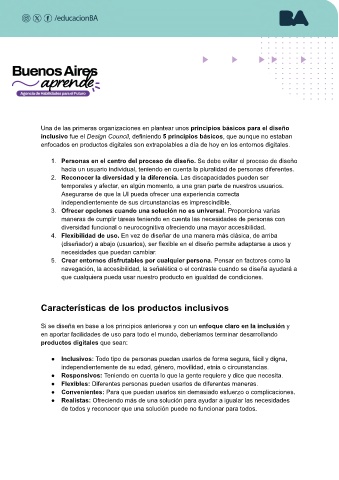 /educacionBA
BA
Buenos Aires
aprende
Agencia de Habilidades para el Futuro
Una de las primeras organizaciones en plantear unos principios básicos para el diseño
inclusivo fue el Design Council, definiendo 5 principios básicos, que aunque no estaban
enfocados en productos digitales son extrapolables a día de hoy en los entornos digitales.
1. Personas en el centro del proceso de diseño. Se debe evitar el proceso de diseño
hacia un usuario individual, teniendo en cuenta la pluralidad de personas diferentes.
2. Reconocer la diversidad y la diferencia. Las discapacidades pueden ser
temporales y afectar, en algún momento, a una gran parte de nuestros usuarios.
Asegurarse de que la UI pueda ofrecer una experiencia correcta
independientemente de sus circunstancias es imprescindible.
3. Ofrecer opciones cuando una solución no es universal. Proporciona varias
maneras de cumplir tareas teniendo en cuenta las necesidades de personas con
diversidad funcional o neurocognitiva ofreciendo una mayor accesibilidad.
4. Flexibilidad de uso. En vez de diseñar de una manera más clásica, de arriba
(diseñador) a abajo (usuarios), ser flexible en el diseño permite adaptarse a usos y
necesidades que puedan cambiar.
5. Crear entornos disfrutables por cualquier persona. Pensar en factores como la
navegación, la accesibilidad, la señalética o el contraste cuando se diseña ayudará a
que cualquiera pueda usar nuestro producto en igualdad de condiciones.
Características de los productos inclusivos
Si se diseña en base a los principios anteriores y con un enfoque claro en la inclusión y
en aportar facilidades de uso para todo el mundo, deberíamos terminar desarrollando
productos digitales que sean:
● Inclusivos: Todo tipo de personas puedan usarlos de forma segura, fácil y digna,
independientemente de su edad, género, movilidad, etnia o circunstancias.
● Responsivos: Teniendo en cuenta lo que la gente requiere y dice que necesita.
● Flexibles: Diferentes personas pueden usarlos de diferentes maneras.
● Convenientes: Para que puedan usarlos sin demasiado esfuerzo o complicaciones.
● Realistas: Ofreciendo más de una solución para ayudar a igualar las necesidades
de todos y reconocer que una solución puede no funcionar para todos.